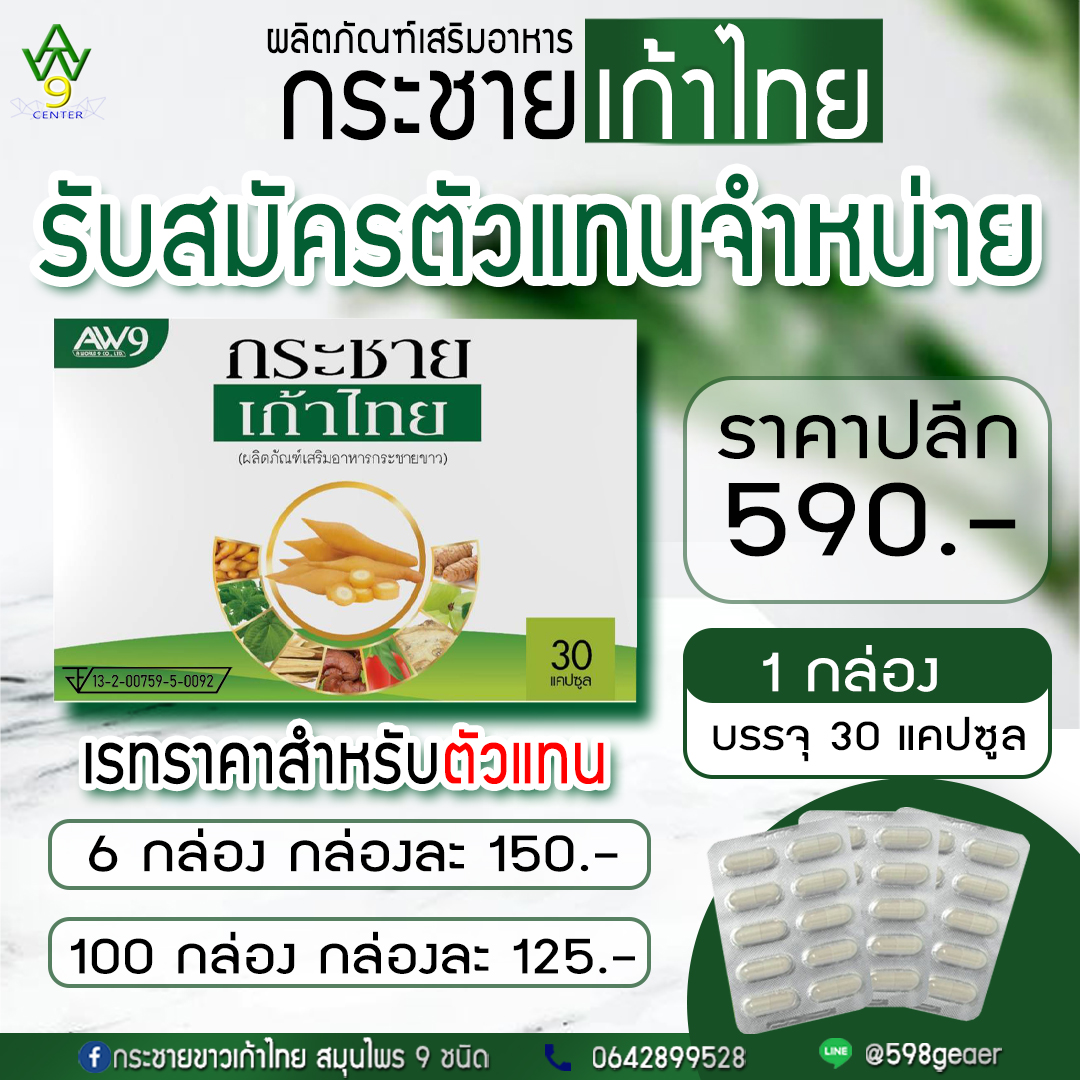 AW
9
CENTER
ผลิตภัณฑ์เสริมอาหาร
กระชายเก้าไทย
รับสมัครตัวแทนจำหน่าย
AW9
กระชาย
เก้าไทย
(ผลิตภัณฑ์เสริมอาหารกระชายขาว)
30
แคปซูล
13-2-00759-5-0092
ราคาปลีก
590.-
1 กล่อง
บรรจุ 30 แคปซูล
เรทราคาสำหรับตัวแทน
6 กล่อง กล่องละ 150.-
100 กล่อง กล่องละ 125.-
กระชายขาวเก้าไทย สมุนไพร 9 ชนิด
0642899528
LINE @598geaer